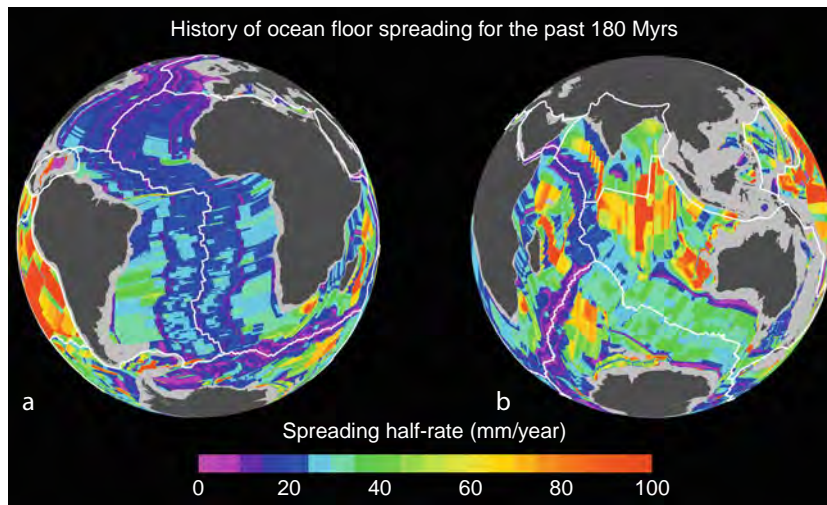 History of ocean floor spreading for the past 180 Myrs
a
b
Spreading half-rate (mm/year)
0 20 40 60 80 100